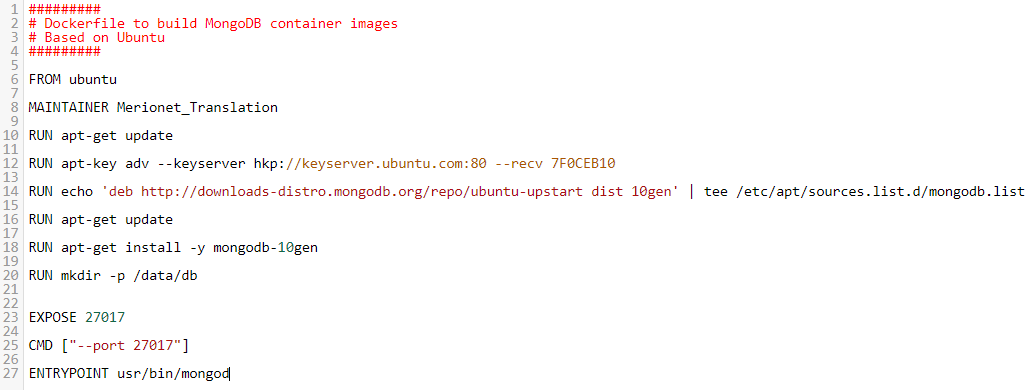 1 #########
2 # Dockerfile to build MongoDB container images
3 # Based on Ubuntu
4 #########
5
6 FROM ubuntu
7
8 MAINTAINER Merionet_Translation
9
10 RUN apt-get update
11
12 RUN apt-key adv --keyserver hkp://keyserver.ubuntu.com:80 --recv 7F0CEB10
13
14 RUN echo 'deb http://downloads-distro.mongodb.org/repo/ubuntu-upstart dist 10gen' | tee /etc/apt/sources.list.d/mongodb.list
15
16 RUN apt-get update
17
18 RUN apt-get install -y mongodb-10gen
19
20 RUN mkdir -p /data/db
21
22
23 EXPOSE 27017
24
25 CMD ["--port 27017"]
26
27 ENTRYPOINT usr/bin/mongod